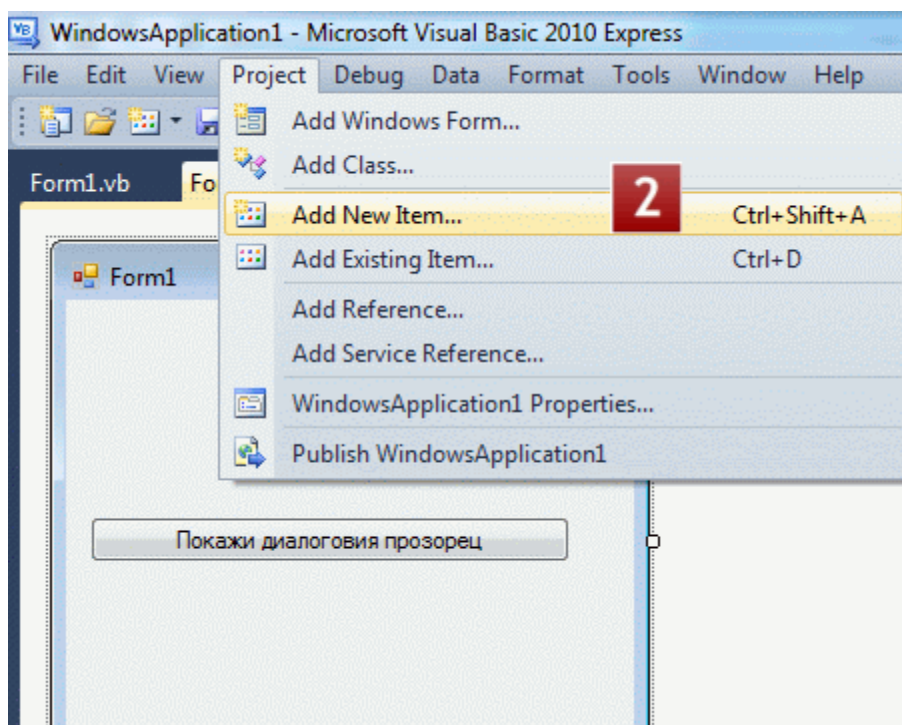 WindowsApplication1 - Microsoft Visual Basic 2010 Express
File Edit View Project Debug Data Format Tools Window Help
Add Windows Form...
Add Class...
Form1.vb Fo
Add New Item... 2 Ctrl+Shift+A
Add Existing Item... Ctrl+D
Form1
Add Reference...
Add Service Reference...
WindowsApplication1 Properties...
Publish WindowsApplication1
Покажи диалоговия прозорец